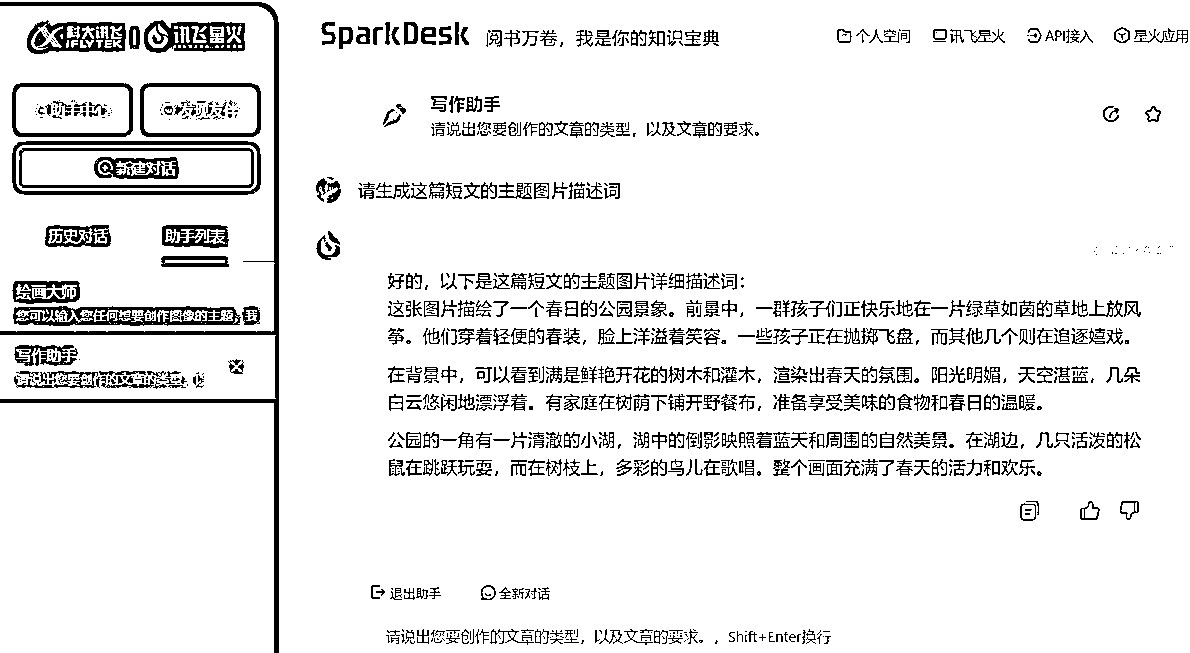 科大讯飞 讯飞星火
iFLYTEK
SparkDesk 阅书万卷，我是你的知识宝典
个人空间 讯飞星火 API接入 星火应用
助手中心 发现友伴
新建对话
历史对话 助手列表
绘画大师
您可以输入您任何想要创作图像的主题，我
写作助手
请说出您要创作的文章的类型，
写作助手
请说出您要创作的文章的类型，以及文章的要求。
请生成这篇短文的主题图片描述词
好的，以下是这篇短文的主题图片详细描述词：
这张图片描绘了一个春日的公园景象。前景中，一群孩子们正快乐地在一片绿草如茵的草地上放风
筝。他们穿着轻便的春装，脸上洋溢着笑容。一些孩子正在抛掷飞盘，而其他几个则在追逐嬉戏。
在背景中，可以看到满是鲜艳开花的树木和灌木，渲染出春天的氛围。阳光明媚，天空湛蓝，几朵
白云悠闲地漂浮着。有家庭在树荫下铺开野餐布，准备享受美味的食物和春日的温暖。
公园的一角有一片清澈的小湖，湖中的倒影映照着蓝天和周围的自然美景。在湖边，几只活泼的松
鼠在跳跃玩耍，而在树枝上，多彩的鸟儿在歌唱。整个画面充满了春天的活力和欢乐。
退出助手 全新对话
请说出您要创作的文章的类型，以及文章的要求。，Shift+Enter换行